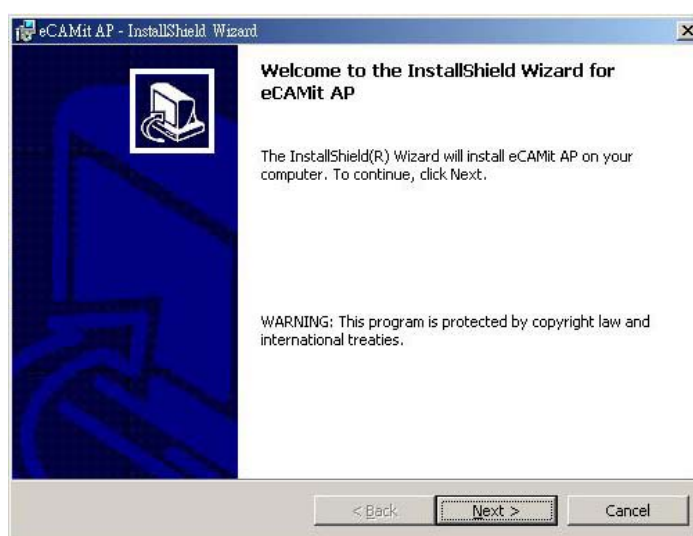 eCAMit AP - InstallShield Wizard
Welcome to the InstallShield Wizard for
eCAMit AP
The InstallShield(R) Wizard will install eCAMit AP on your
computer. To continue, click Next.
WARNING: This program is protected by copyright law and
international treaties.
< Back
Next >
Cancel